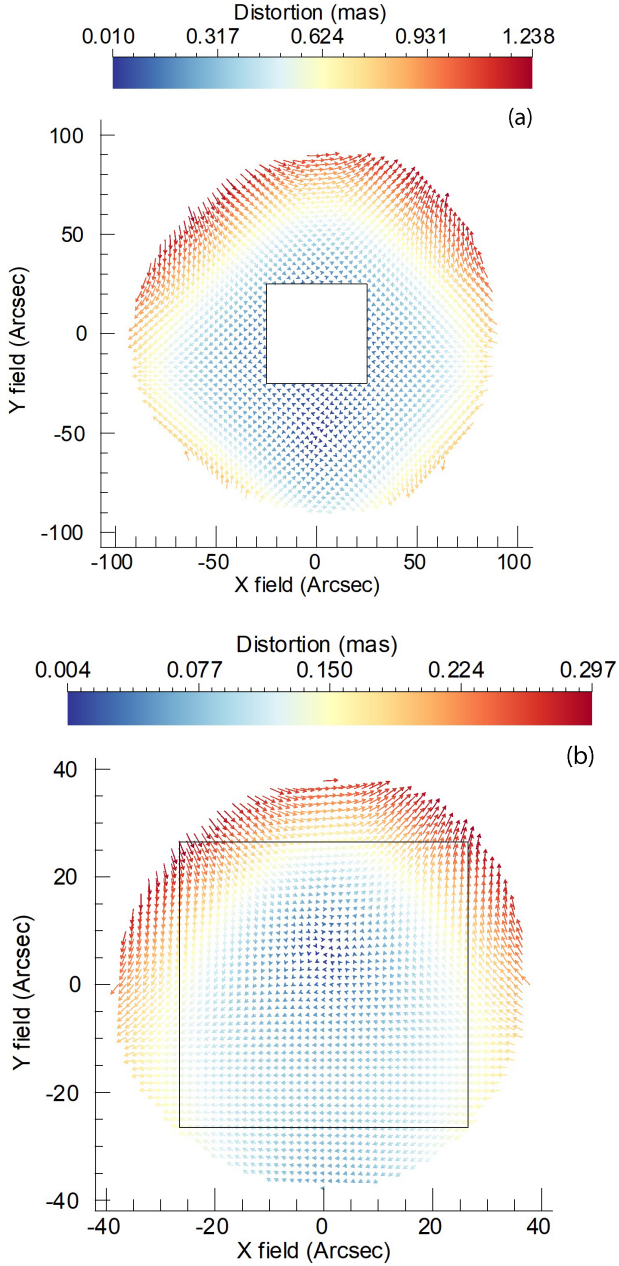 Distortion (mas)
0.010 0.317 0.624 0.931 1.238
(a)
100
50
0
-50
-100
Y field (Arcsec)
-100 -50 0 50 100
X field (Arcsec)
Distortion (mas)
0.004 0.077 0.150 0.224 0.297
(b)
40
20
0
-20
-40
Y field (Arcsec)
-40 -20 0 20 40
X field (Arcsec)